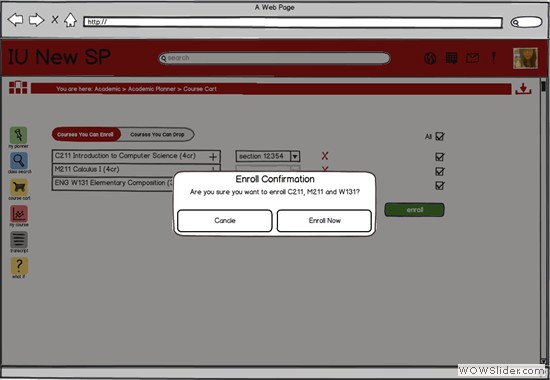 A Web Page
http://
IU New SP
search
You are here: Academic > Academic Planner > Course Cart
my planner
class search
course cart
my course
transcript
what if
Courses You Can Enroll
Courses You Can Drop
All
C211 Introduction to Computer Science (4cr)
section 12354
X
M211 Calculus I (4cr)
X
ENG W131 Elementary Composition (
Enroll Confirmation
Are you sure you want to enroll C211, M211 and W131?
Cancle
Enroll Now
enroll
WOWSlider.com